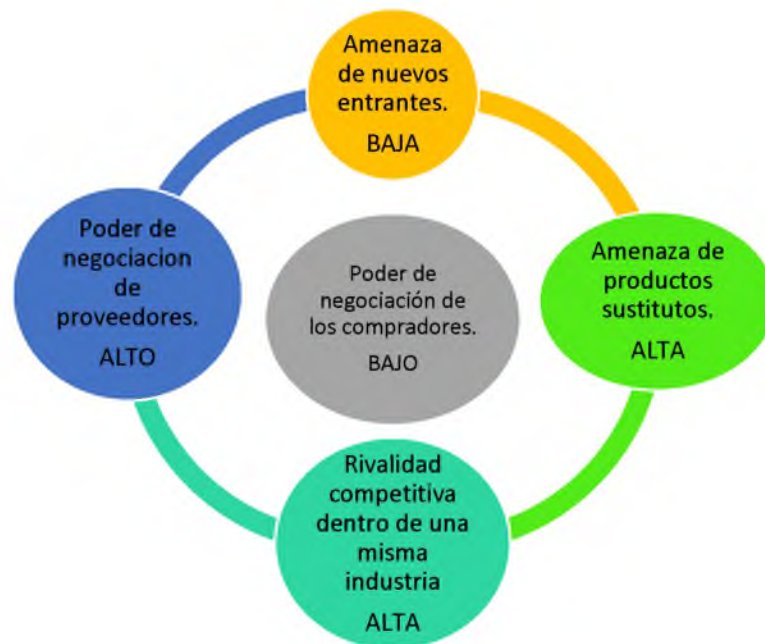 Amenaza
de nuevos
entrantes.
BAJA
Poder de
negociacion
de
proveedores.
ALTO
Poder de
negociación de
los compradores.
BAJO
Amenaza de
productos
sustitutos.
ALTA
Rivalidad
competitiva
dentro de una
misma
industria
ALTA